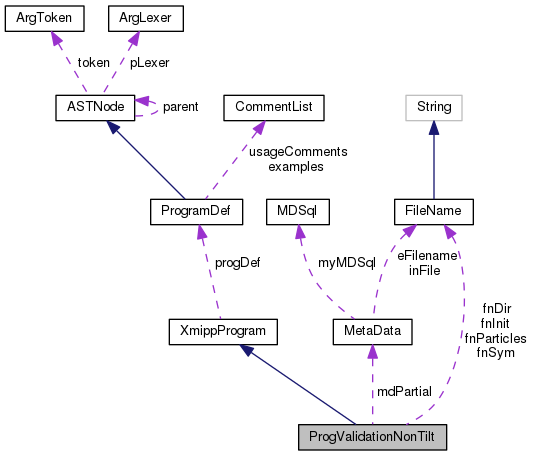 ArgToken
ArgLexer
token
pLexer
ASTNode
parent
CommentList
String
usageComments
examples
ProgramDef
MDSql
FileName
progDef
myMDSql
eFilename
inFile
fnDir
fnInit
fnParticles
fnSym
XmippProgram
MetaData
mdPartial
ProgValidationNonTilt